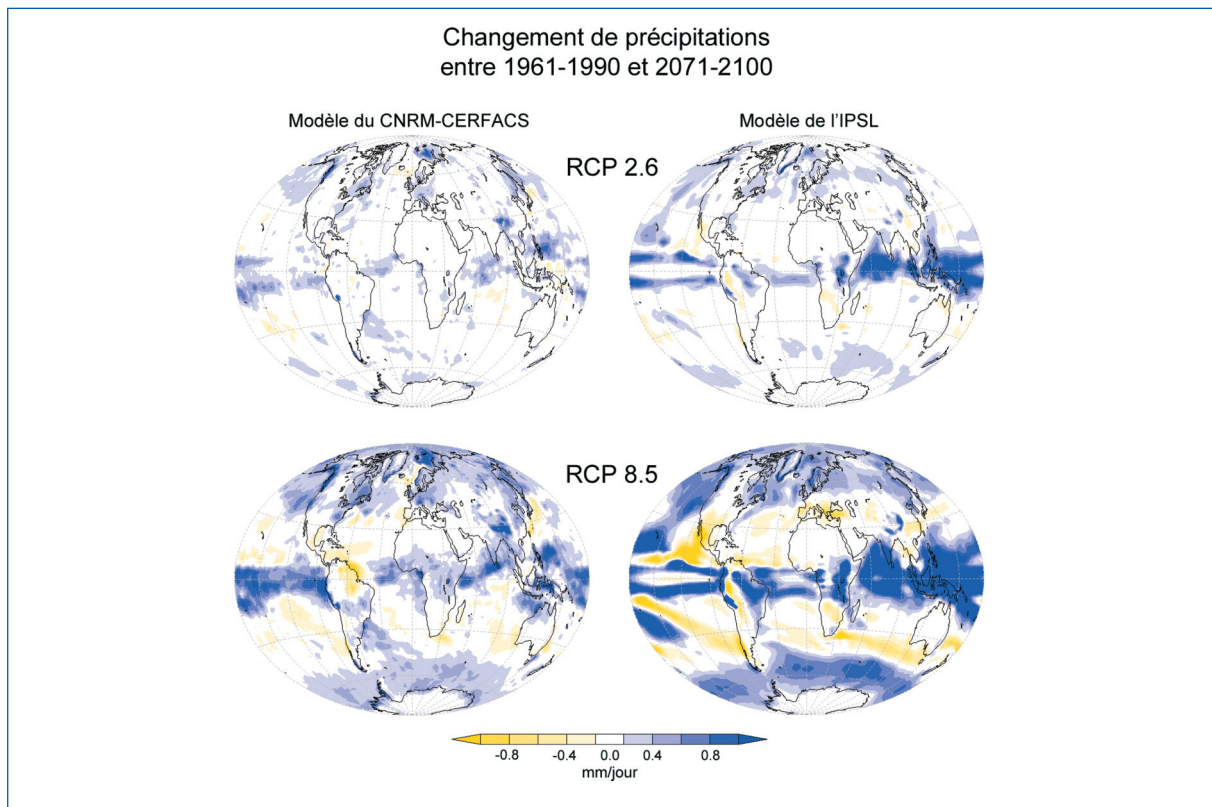 Changement de précipitations
entre 1961-1990 et 2071-2100
Modèle du CNRM-CERFACS
Modèle de l'IPSL
RCP 2.6
RCP 8.5
-0.8 -0.4 0.0 0.4 0.8
mm/jour